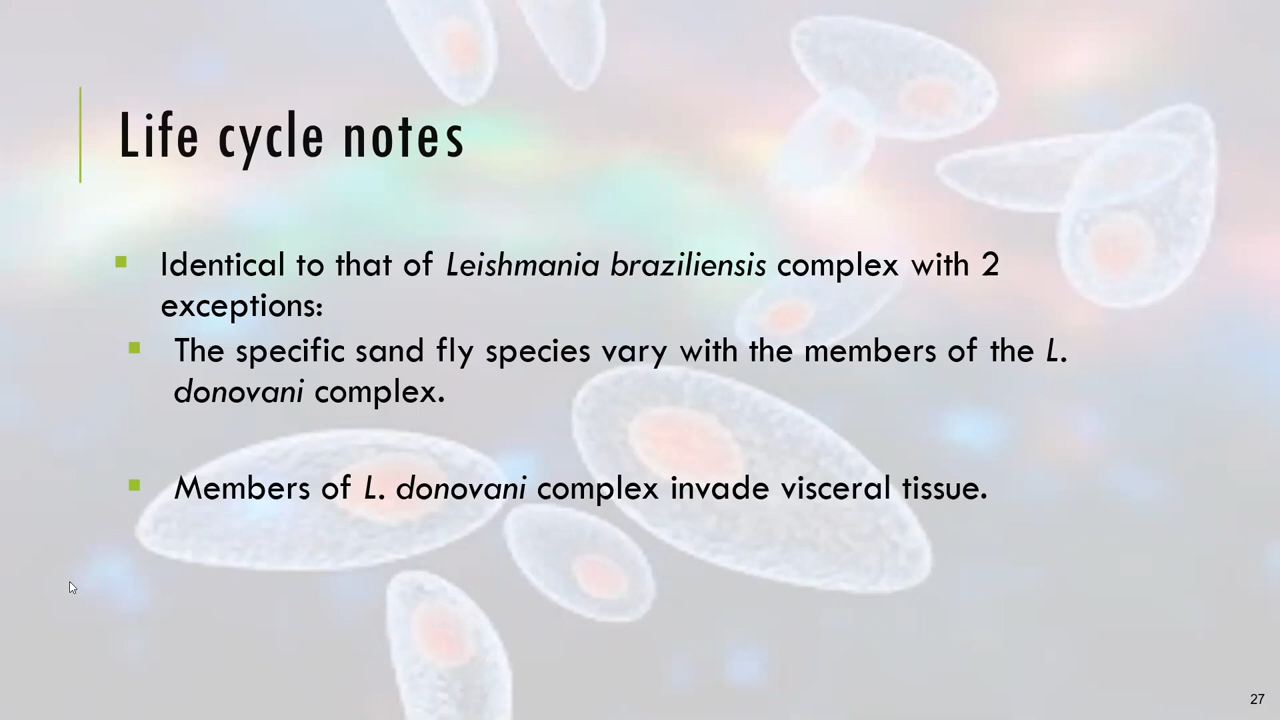 Life cycle notes
Identical to that of Leishmania braziliensis complex with 2
exceptions:
The specific sand fly species vary with the members of the L.
donovani complex.
Members of L. donovani complex invade visceral tissue.
27